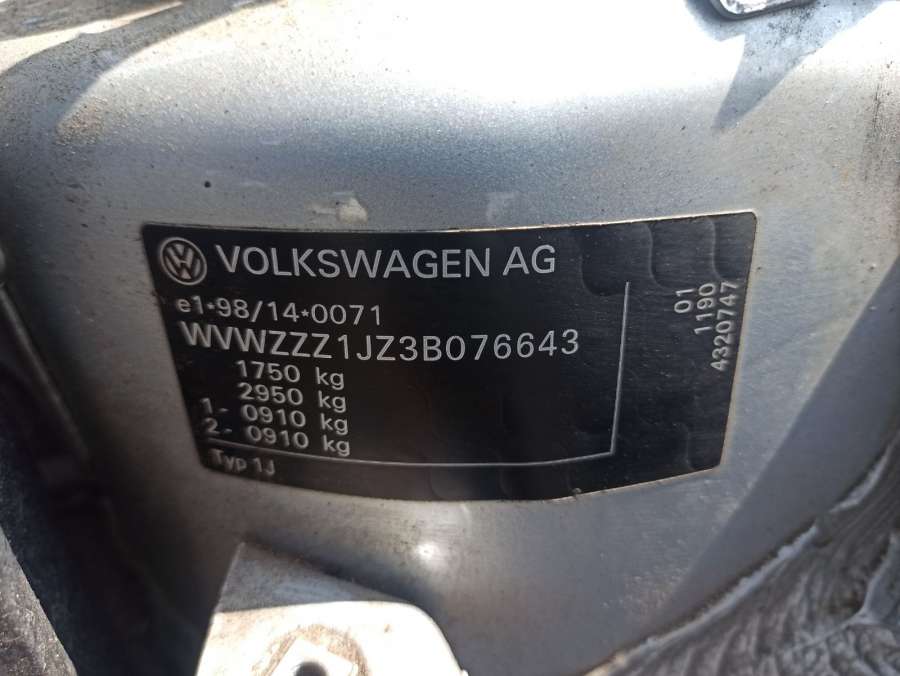 VOLKSWAGEN AG
e1*98/14*0071
WVWZZZ1JZ3B076643
1750 kg
2950 kg
1- 0910 kg
2- 0910 kg
Typ 1J
01
1190
4320747